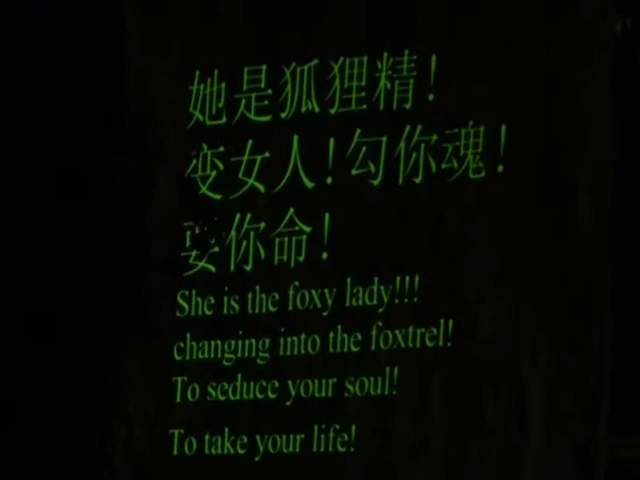 她是狐狸精！
变女人！勾你魂！
要你命！
She is the foxy lady!!!
changing into the foxtrel!
To seduce your soul!
To take your life!